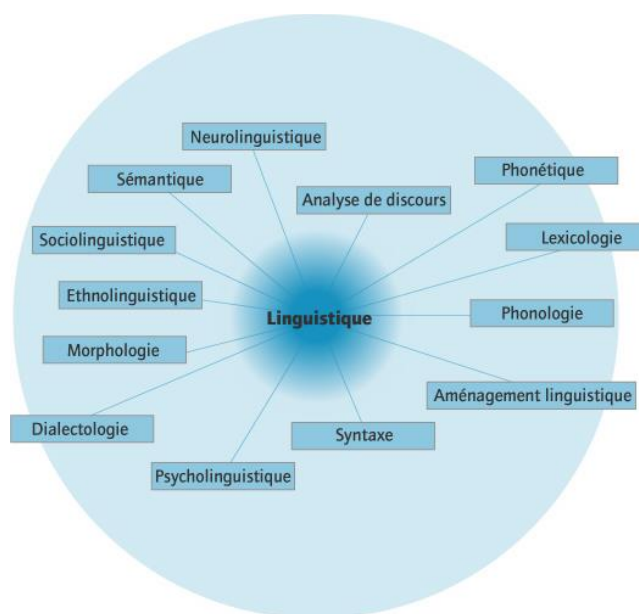 Neurolinguistique
Phonétique
Sémantique
Analyse de discours
Sociolinguistique
Lexicologie
Ethnolinguistique
Linguistique
Phonologie
Morphologie
Aménagement linguistique
Dialectologie
Syntaxe
Psycholinguistique